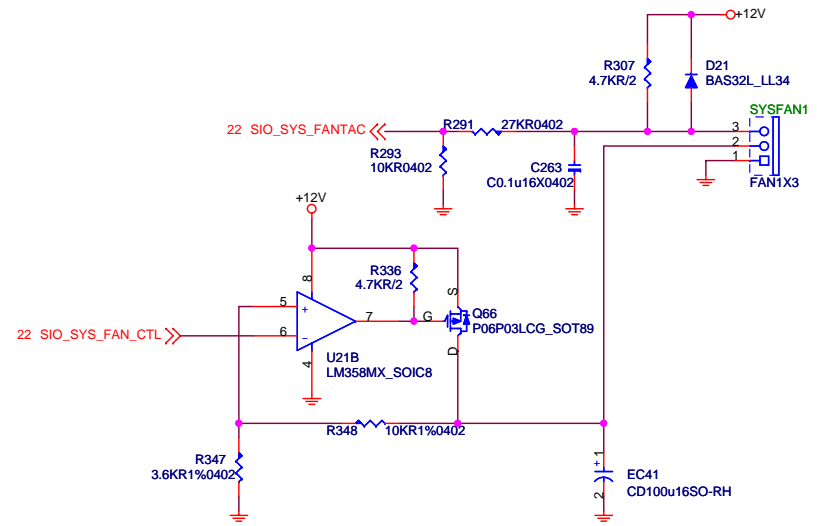 +12V
R307
4.7KR/2
D21
BAS32L_LL34
SYSFAN1
22 SIO_SYS_FANTAC
R291
27KR0402
3
2
1
R293
10KR0402
C263
C0.1u16X0402
FAN1X3
+12V
R336
4.7KR/2
8
S
5
+
7
G
Q66
P06P03LCG_SOT89
22 SIO_SYS_FAN_CTL
6
−
D
4
U21B
LM358MX_SOIC8
R348
10KR1%0402
R347
3.6KR1%0402
+
1
EC41
CD100u16SO-RH
2